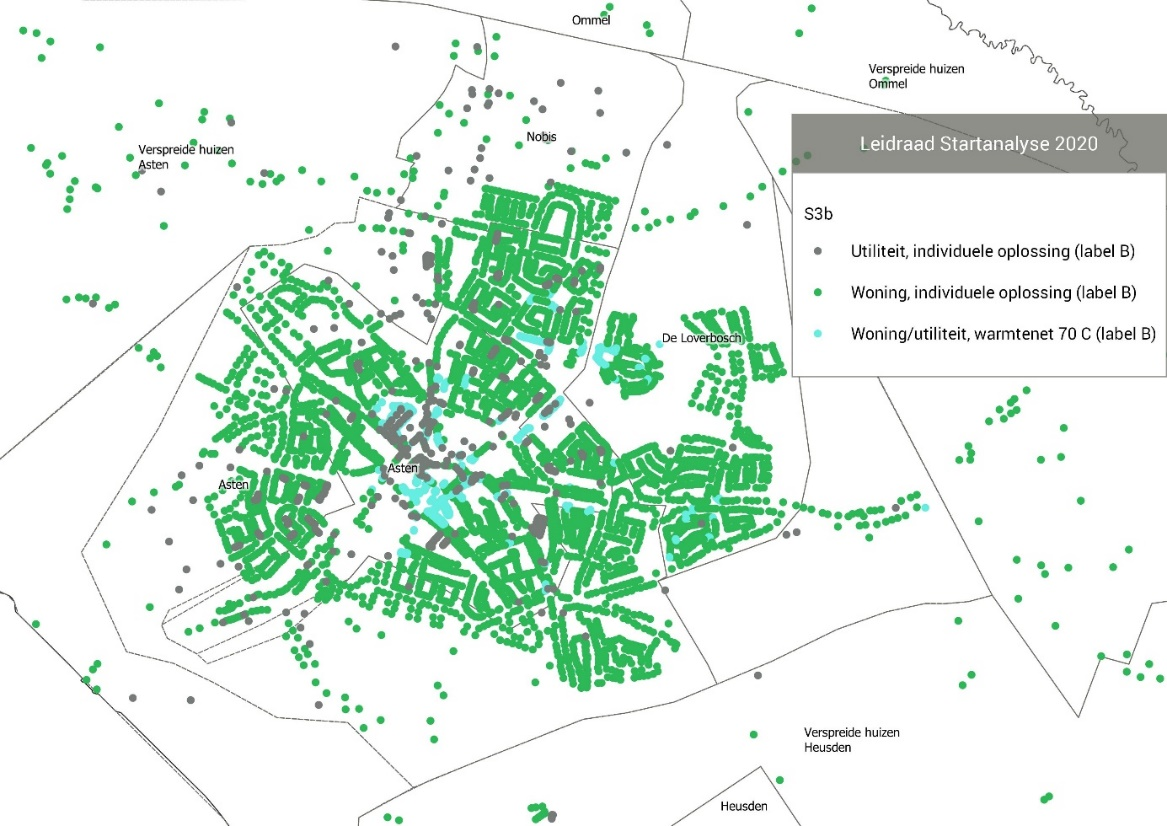 Ommel
Verspreide huizen
Ommel
Nobis
Verspreide huizen
Asten
Leidraad Startanalyse 2020
S3b
Utiliteit, individuele oplossing (label B)
Woning, individuele oplossing (label B)
Woning/utiliteit, warmtenet 70 C (label B)
De Loverbosch
Asten
Asten
Verspreide huizen
Heusden
Heusden